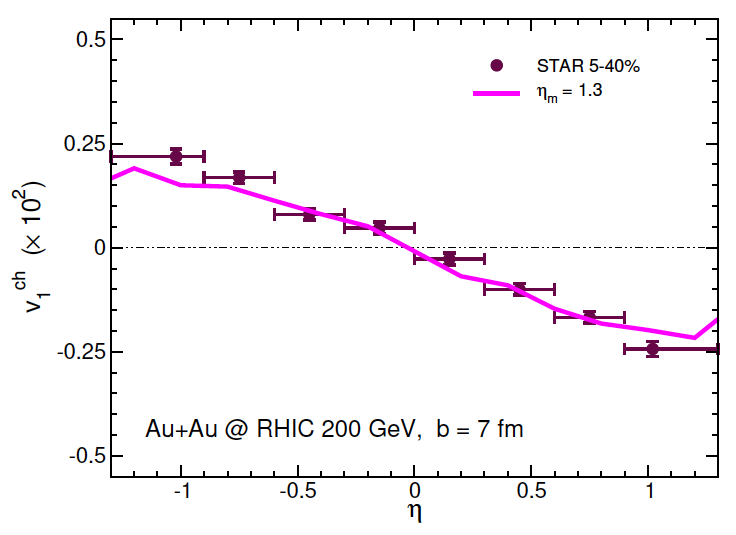 0.5
0.25
0
-0.25
-0.5
v₁ᶜʰ (× 10²)
STAR 5-40%
ηₘ = 1.3
Au+Au @ RHIC 200 GeV, b = 7 fm
-1 -0.5 0 0.5 1
η